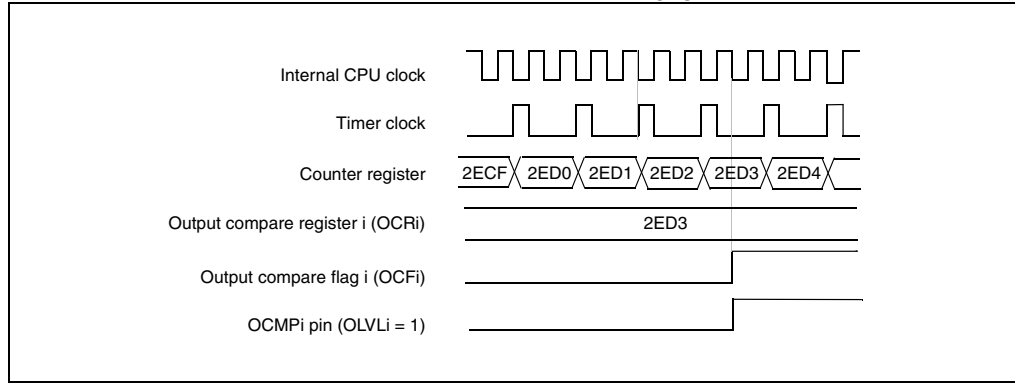 Internal CPU clock
Timer clock
Counter register 2ECF 2ED0 2ED1 2ED2 2ED3 2ED4
Output compare register i (OCRi) 2ED3
Output compare flag i (OCFi)
OCMPi pin (OLVLi = 1)